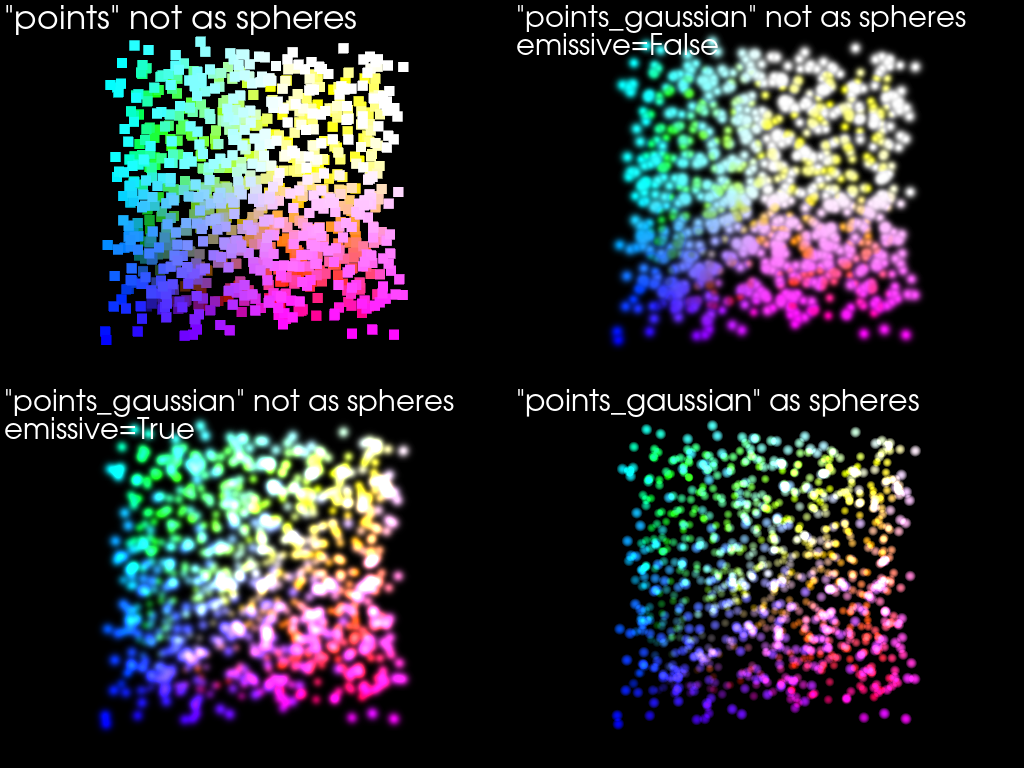 "points" not as spheres
"points_gaussian" not as spheres
emissive=False
"points_gaussian" not as spheres
emissive=True
"points_gaussian" as spheres